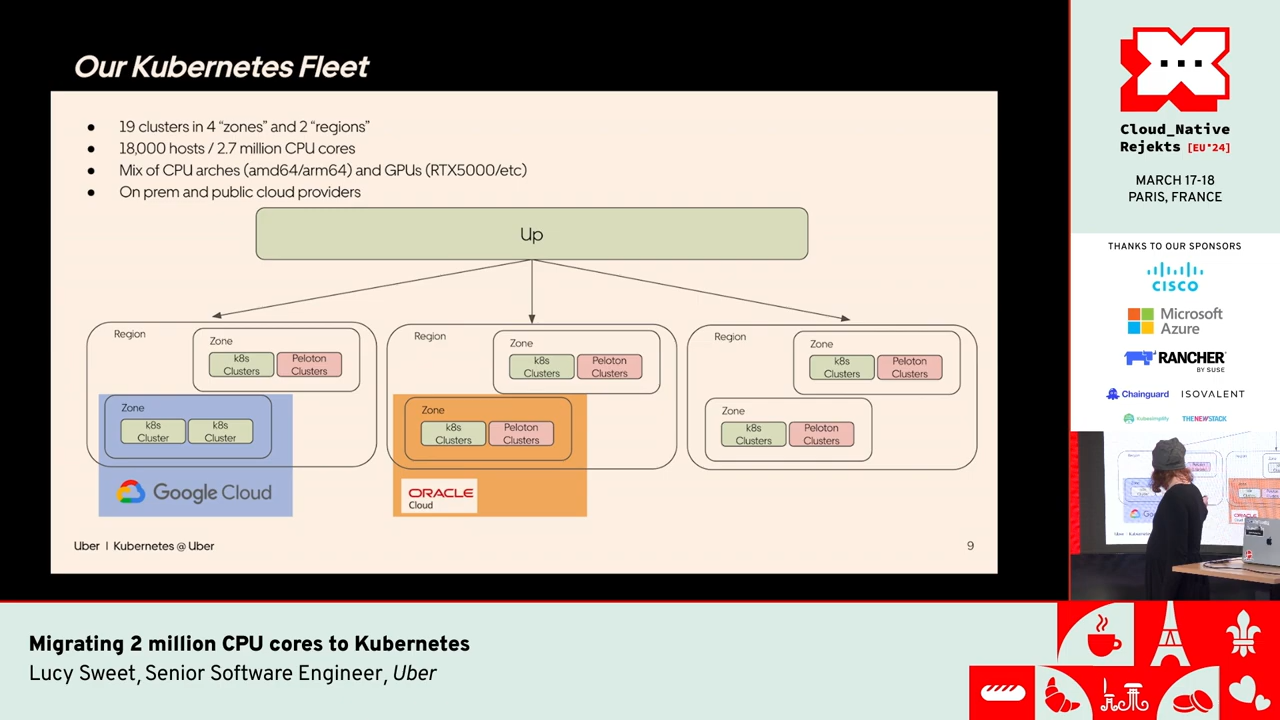 Our Kubernetes Fleet
● 19 clusters in 4 “zones” and 2 “regions”
● 18,000 hosts / 2.7 million CPU cores
● Mix of CPU arches (amd64/arm64) and GPUs (RTX5000/etc)
● On prem and public cloud providers
Up
Region
Zone
k8s
Clusters
Peloton
Clusters
Zone
k8s
Cluster
k8s
Cluster
Google Cloud
Region
Zone
k8s
Clusters
Peloton
Clusters
Zone
k8s
Clusters
Peloton
Clusters
ORACLE
Cloud
Region
Zone
k8s
Clusters
Peloton
Clusters
Zone
k8s
Clusters
Peloton
Clusters
Uber | Kubernetes @ Uber
9
Cloud_Native
Rejekts [EU'24]
MARCH 17-18
PARIS, FRANCE
THANKS TO OUR SPONSORS
CISCO
Microsoft
Azure
RANCHER
BY SUSE
Chainguard
ISOVALENT
kubesimplify
THENEWSTACK
Migrating 2 million CPU cores to Kubernetes
Lucy Sweet, Senior Software Engineer, Uber